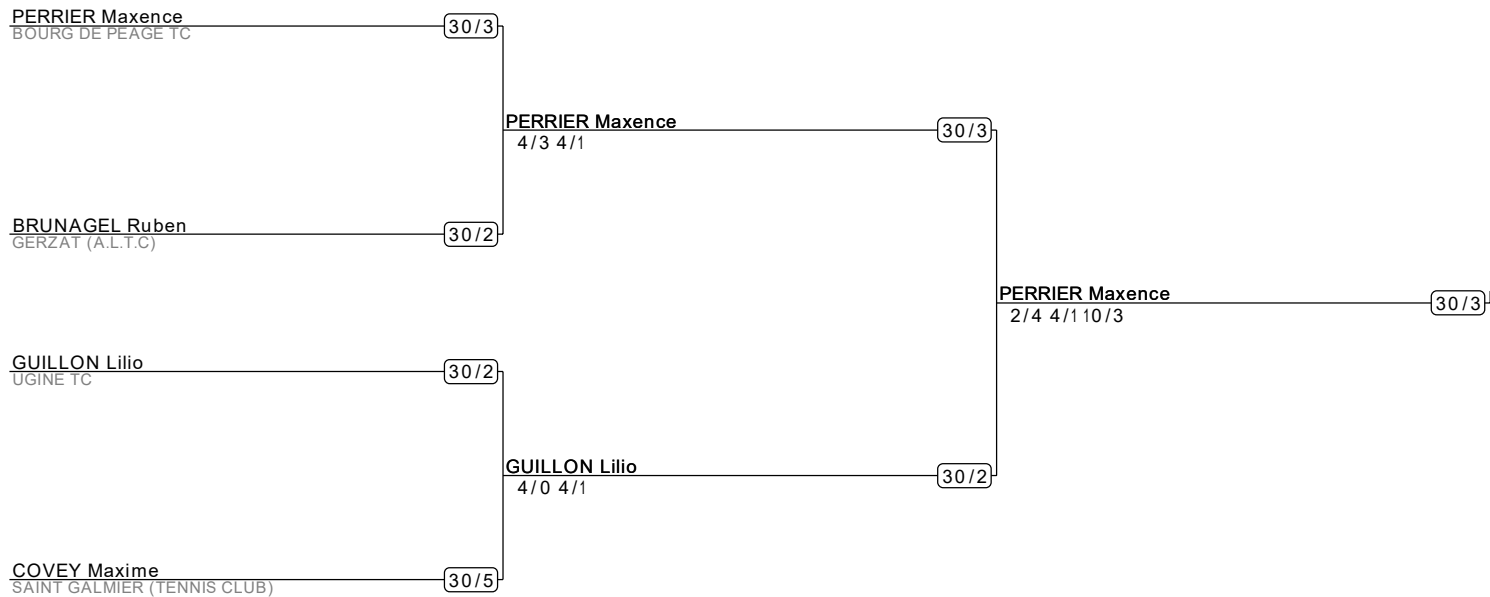 PERRIER Maxence
30/3
BOURG DE PEAGE TC
PERRIER Maxence
30/3
4/3 4/1
BRUNAGEL Ruben
30/2
GERZAT (A.L.T.C)
PERRIER Maxence
30/3
2/4 4/1 10/3
GUILLON Lilio
30/2
UGINE TC
GUILLON Lilio
30/2
4/0 4/1
COVEY Maxime
30/5
SAINT GALMIER (TENNIS CLUB)